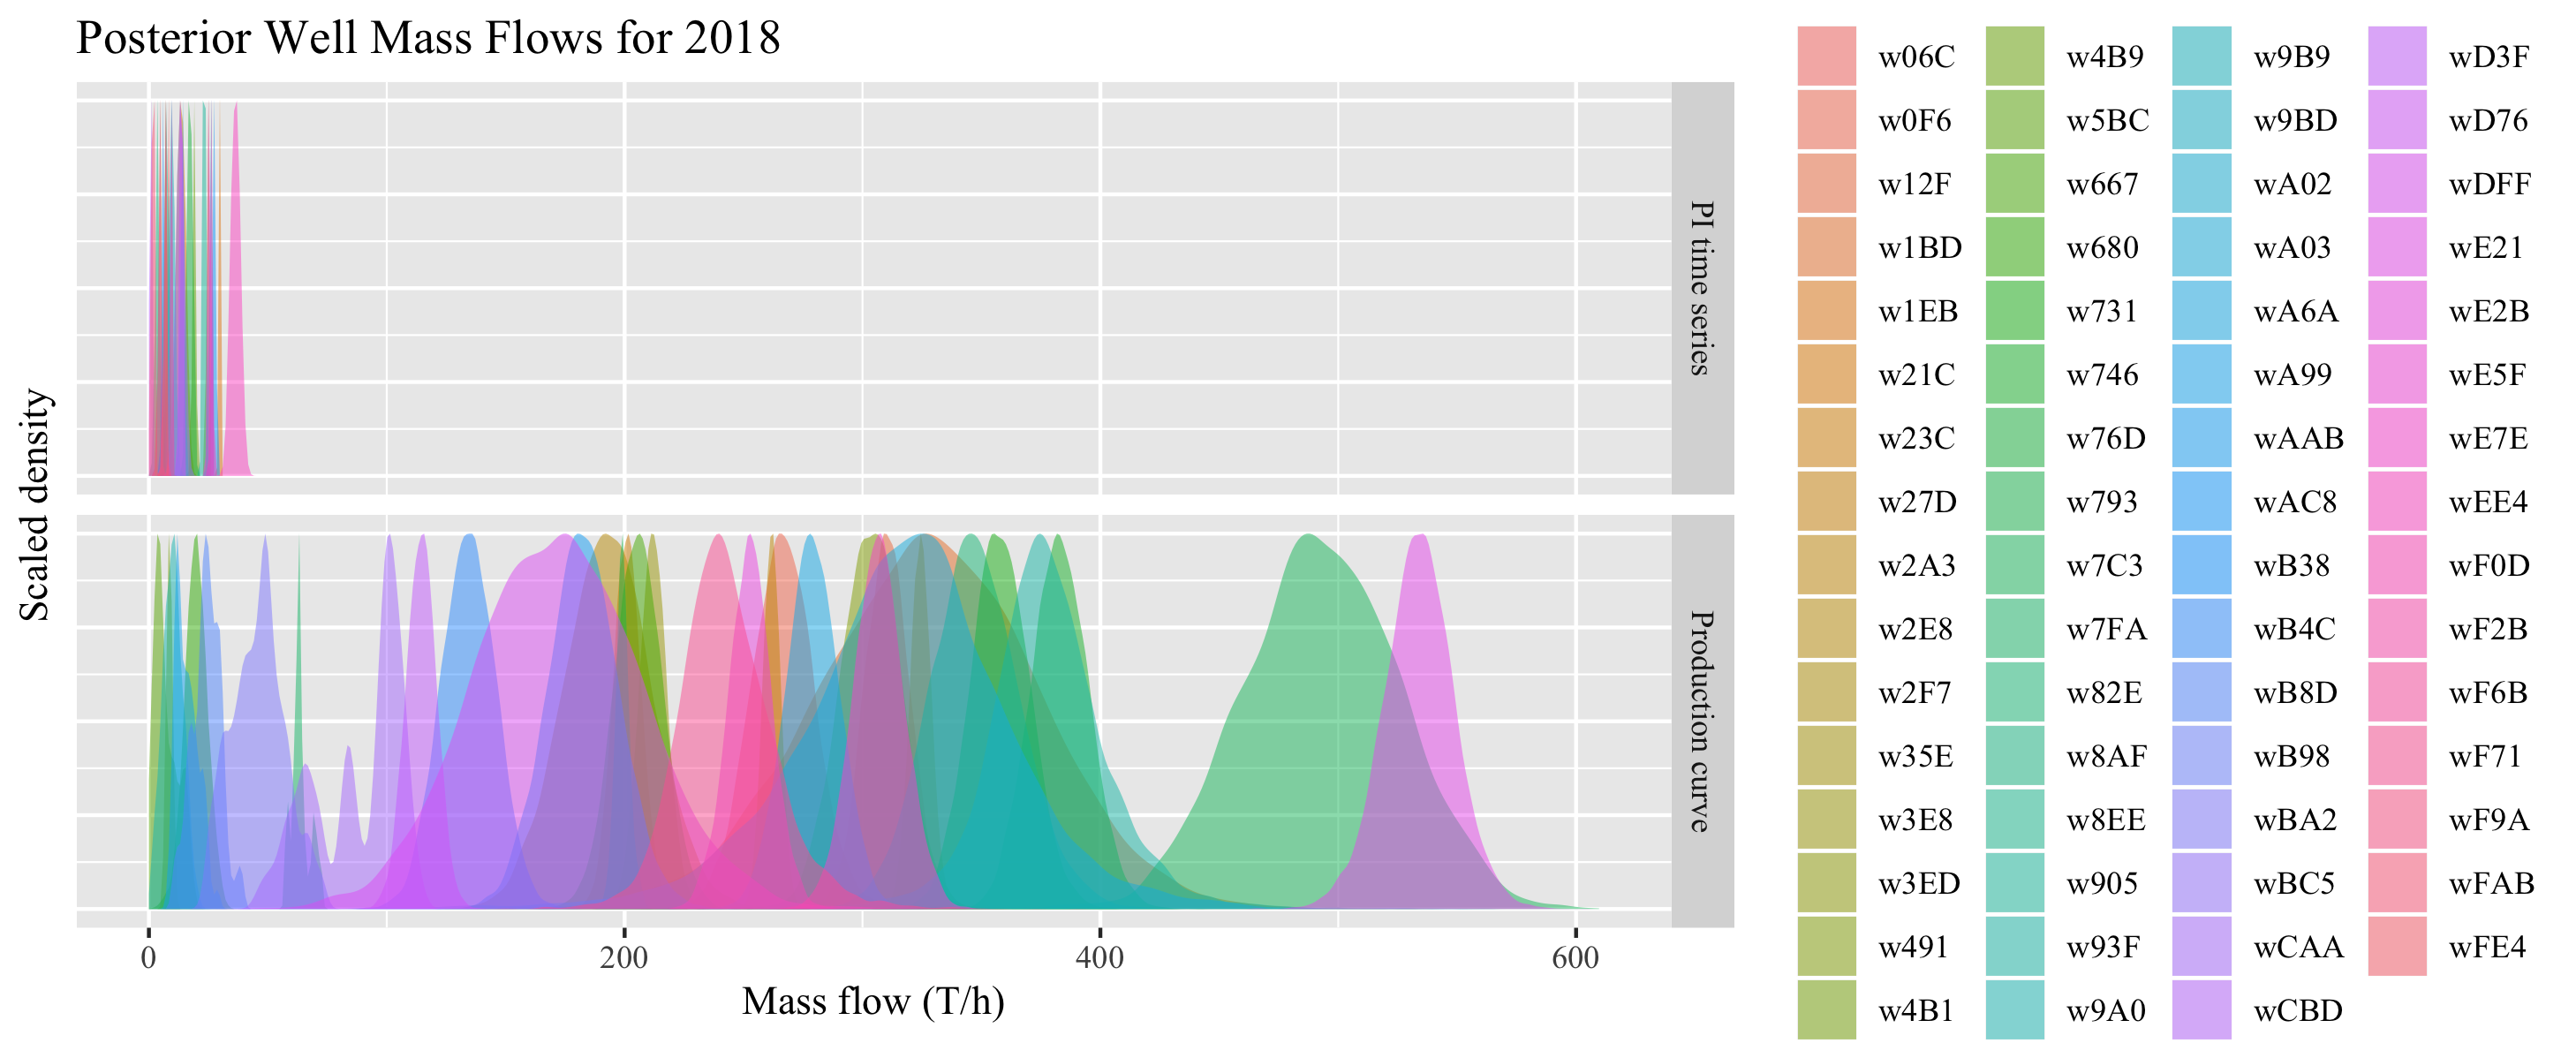 Posterior Well Mass Flows for 2018
Scaled density
PI time series
Production curve
0 200 400 600
Mass flow (T/h)
w06C
w0F6
w12F
w1BD
w1EB
w21C
w23C
w27D
w2A3
w2E8
w2F7
w35E
w3E8
w3ED
w491
w4B1
w4B9
w5BC
w667
w680
w731
w746
w76D
w793
w7C3
w7FA
w82E
w8AF
w8EE
w905
w93F
w9A0
w9B9
w9BD
wA02
wA03
wA6A
wA99
wAAB
wAC8
wB38
wB4C
wB8D
wB98
wBA2
wBC5
wCAA
wCBD
wD3F
wD76
wDFF
wE21
wE2B
wE5F
wE7E
wEE4
wF0D
wF2B
wF6B
wF71
wF9A
wFAB
wFE4